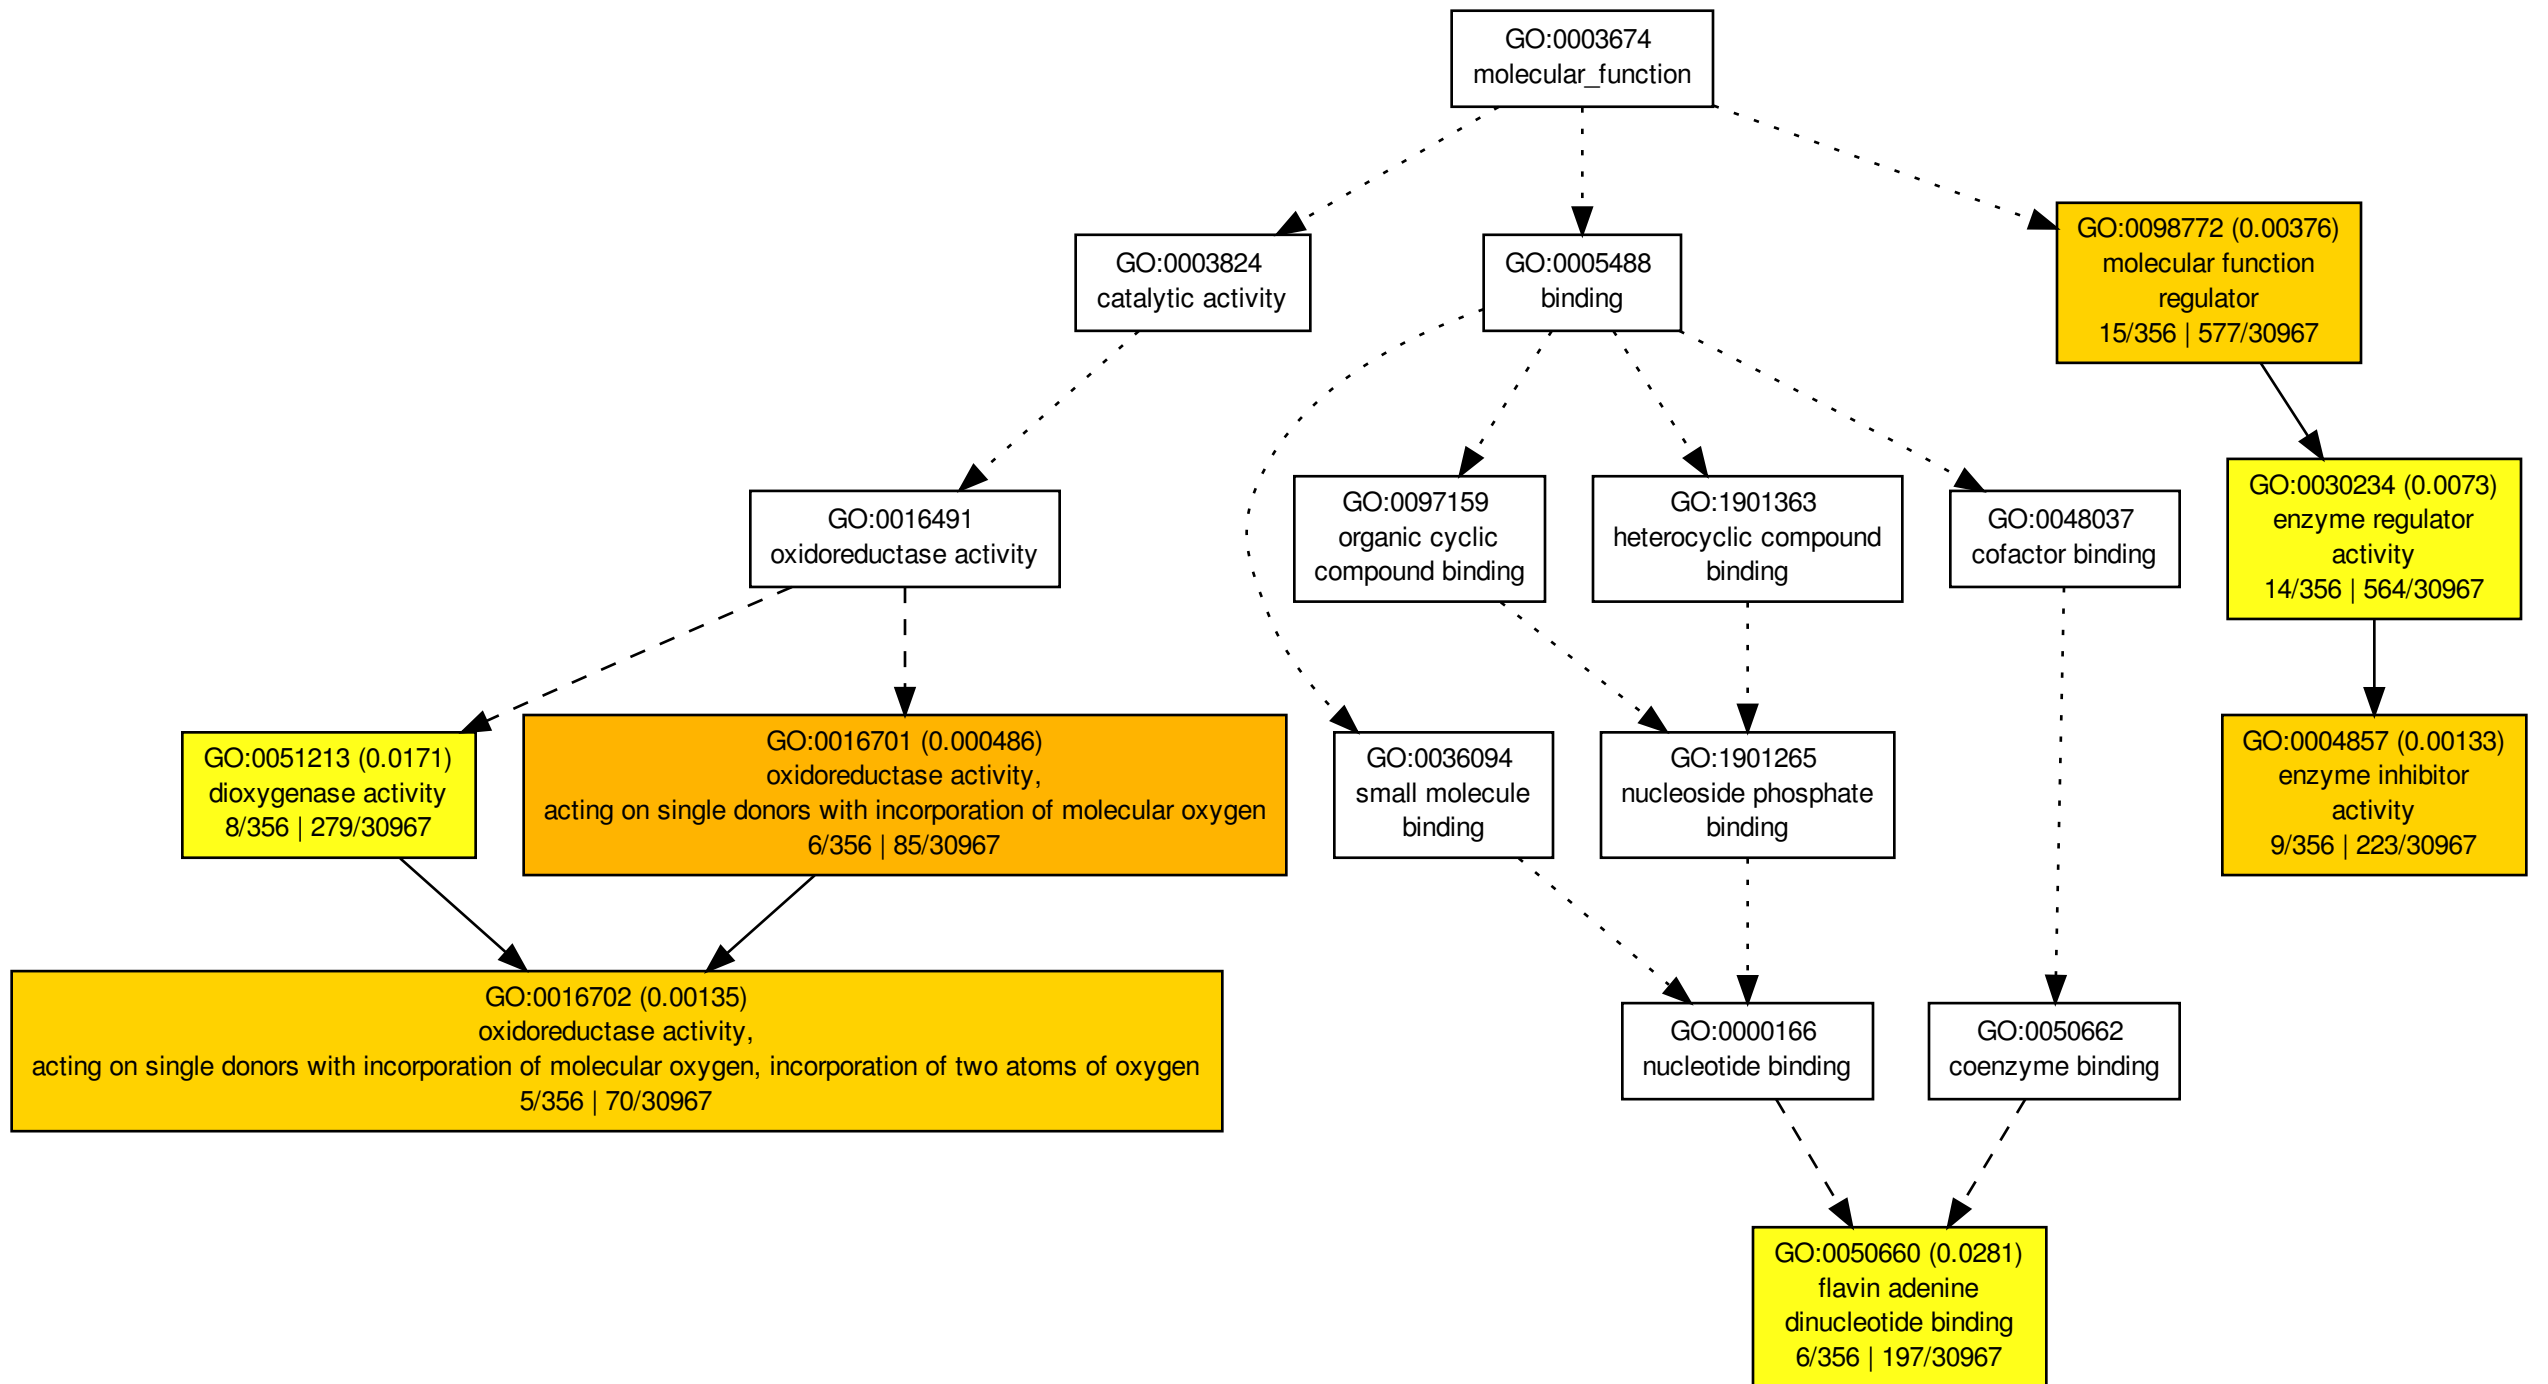 GO:0003674
molecular_function
GO:0003824
catalytic activity
GO:0005488
binding
GO:0098772 (0.00376)
molecular function
regulator
15/356 | 577/30967
GO:0016491
oxidoreductase activity
GO:0097159
organic cyclic
compound binding
GO:1901363
heterocyclic compound
binding
GO:0048037
cofactor binding
GO:0030234 (0.0073)
enzyme regulator
activity
14/356 | 564/30967
GO:0051213 (0.0171)
dioxygenase activity
8/356 | 279/30967
GO:0016701 (0.000486)
oxidoreductase activity,
acting on single donors with incorporation of molecular oxygen
6/356 | 85/30967
GO:0036094
small molecule
binding
GO:1901265
nucleoside phosphate
binding
GO:0004857 (0.00133)
enzyme inhibitor
activity
9/356 | 223/30967
GO:0016702 (0.00135)
oxidoreductase activity,
acting on single donors with incorporation of molecular oxygen, incorporation of two atoms of oxygen
5/356 | 70/30967
GO:0000166
nucleotide binding
GO:0050662
coenzyme binding
GO:0050660 (0.0281)
flavin adenine
dinucleotide binding
6/356 | 197/30967